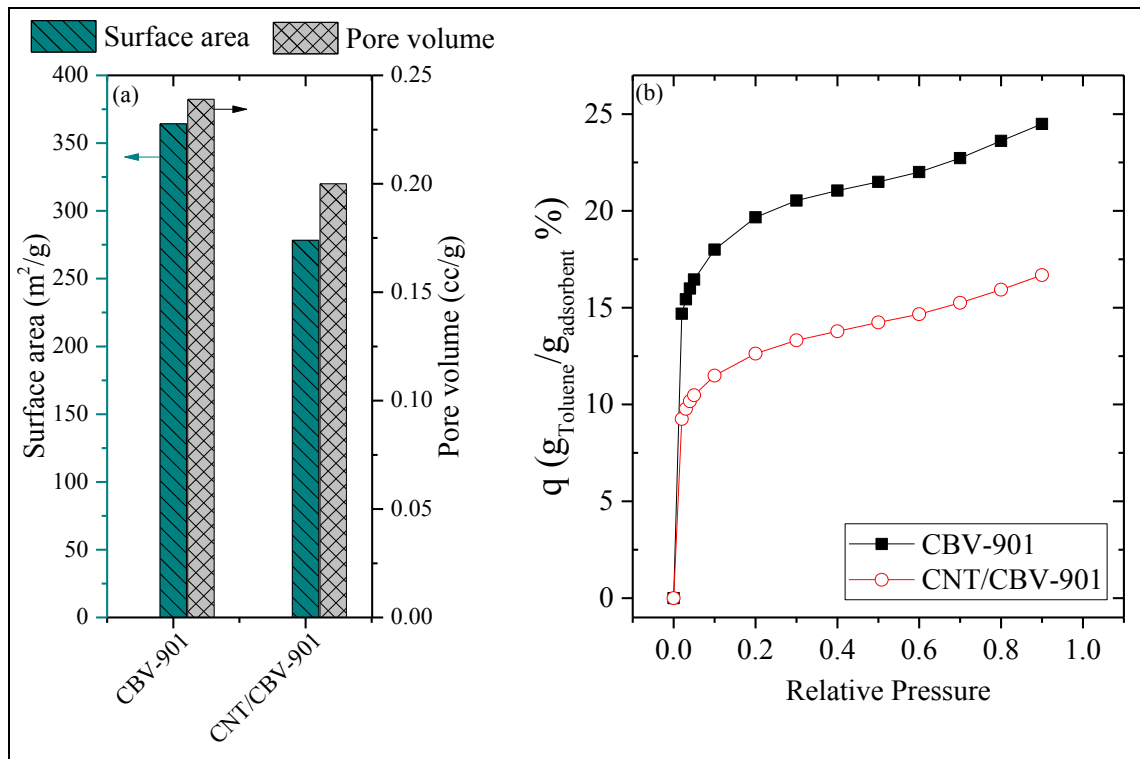 Surface area
Pore volume
(a)
400
350
300
250
200
150
100
50
0
Surface area (m²/g)
0.25
0.20
0.15
0.10
0.05
0.00
Pore volume (cc/g)
CBV-901
CNT/CBV-901
(b)
25
20
15
10
5
0
q (g_Toluene/g_adsorbent %)
CBV-901
CNT/CBV-901
0.0 0.2 0.4 0.6 0.8 1.0
Relative Pressure